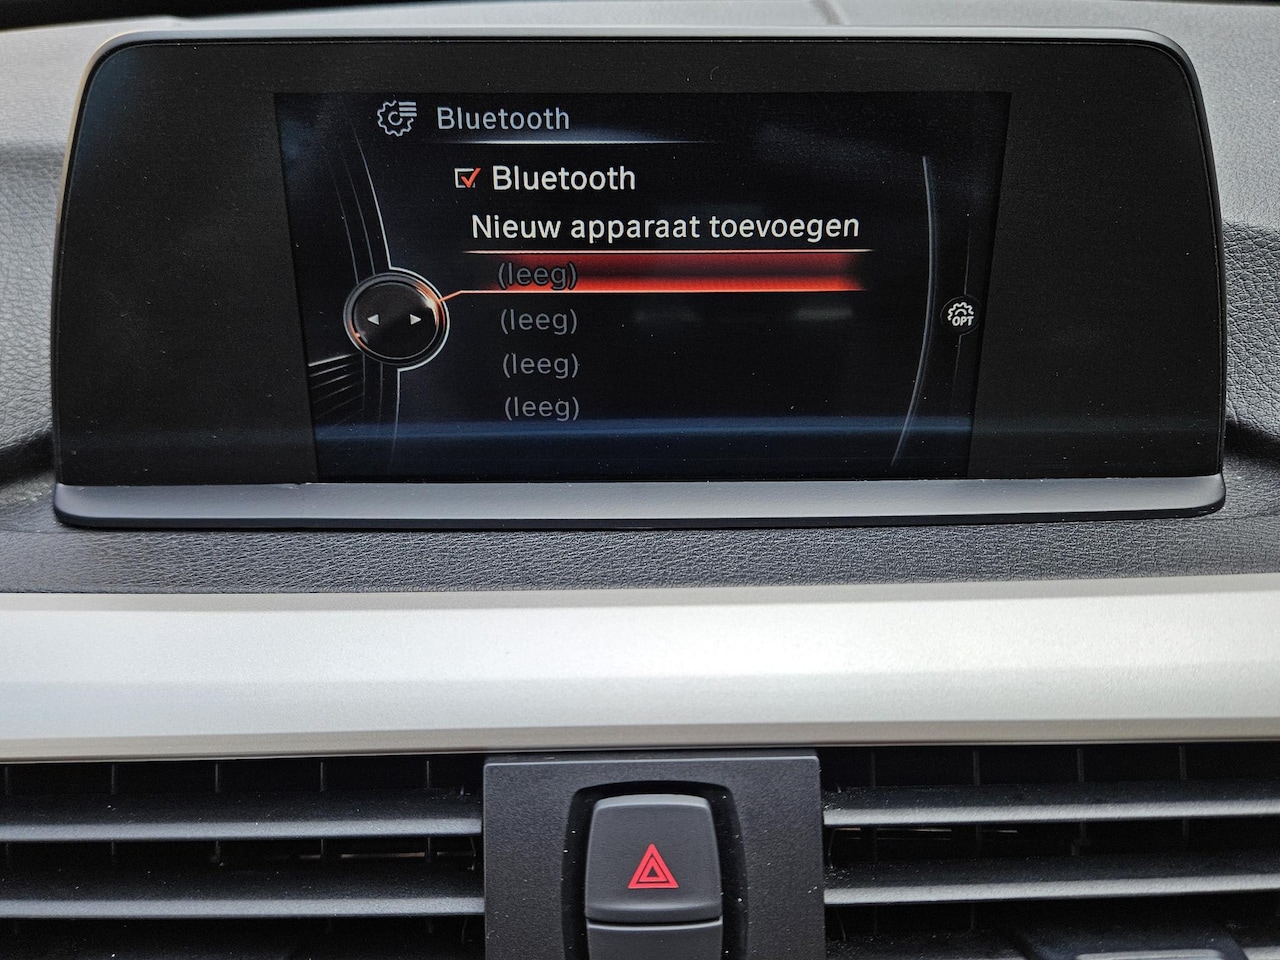 Bluetooth
Bluetooth
Nieuw apparaat toevoegen
(leeg)
(leeg)
(leeg)
(leeg)
OPT